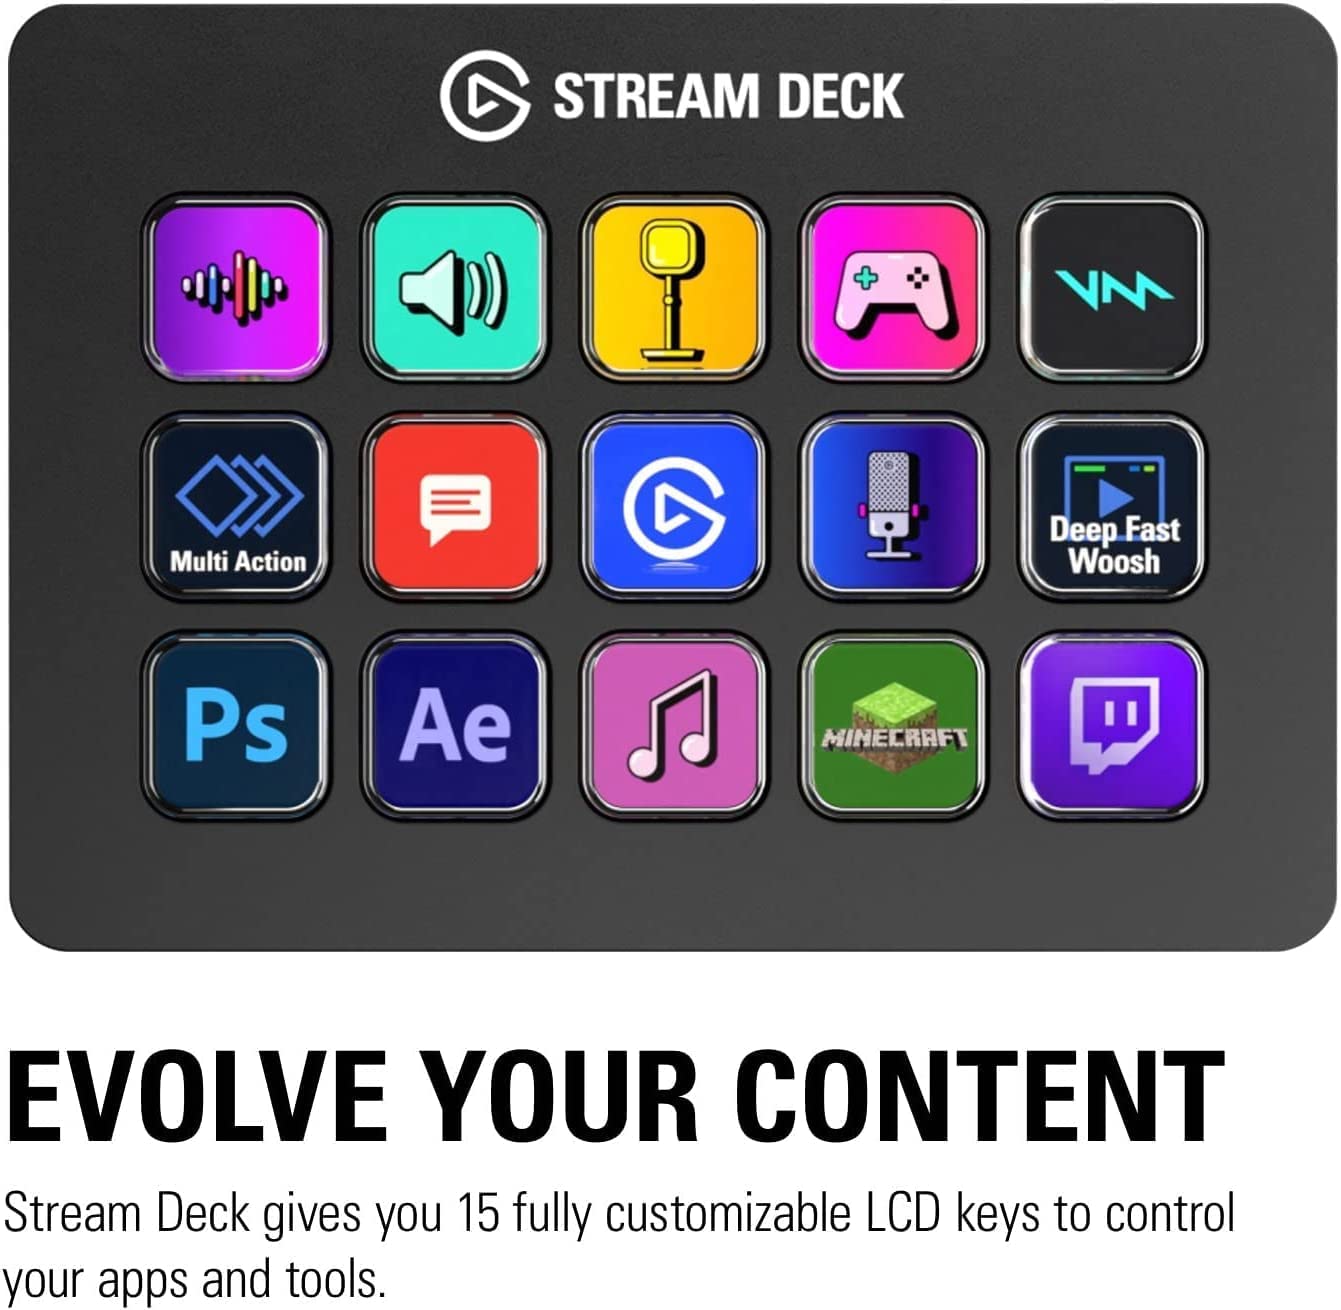 STREAM DECK
VM
Multi Action
Deep Fast
Woosh
Ps
Ae
MINECRAFT
EVOLVE YOUR CONTENT
Stream Deck gives you 15 fully customizable LCD keys to control
your apps and tools.